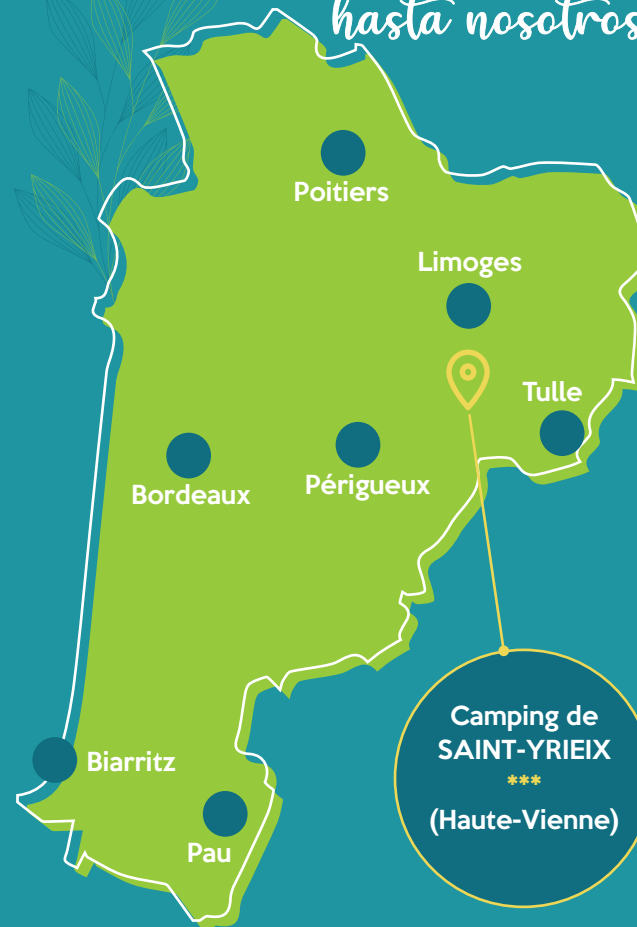 hasta nosotros
Poitiers
Limoges
Tulle
Périgueux
Bordeaux
Camping de
SAINT-YRIEIX
***
(Haute-Vienne)
Biarritz
Pau